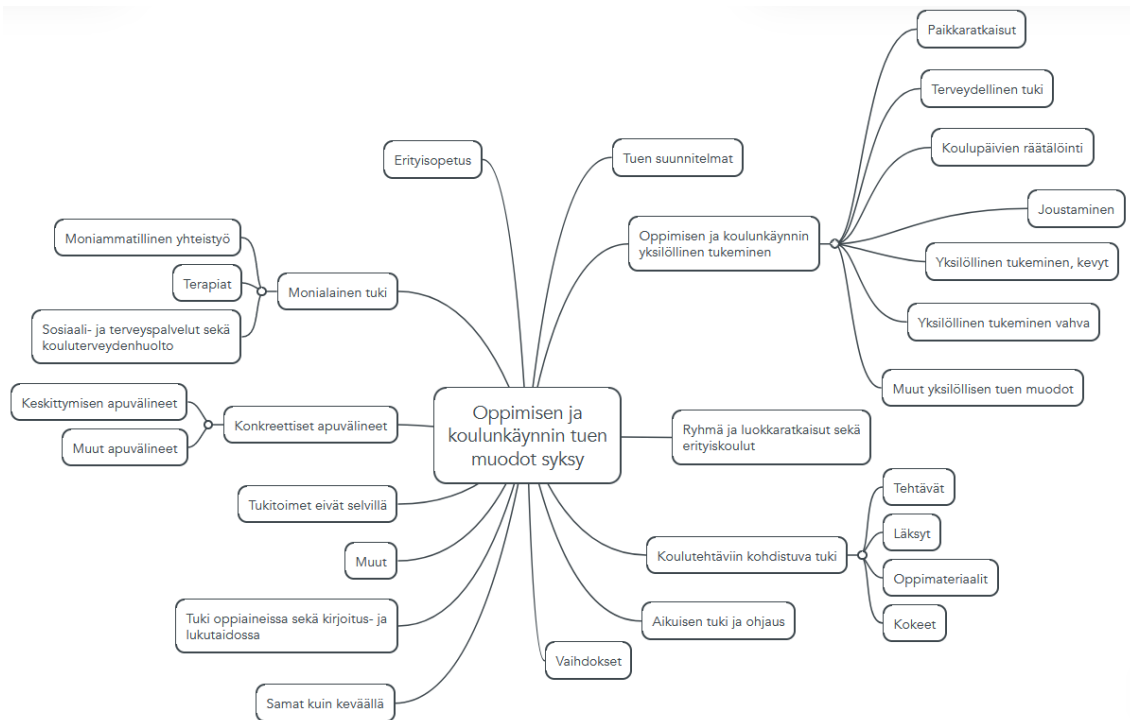 Paikkaratkaisut
Terveydellinen tuki
Koulupäivien räätälöinti
Joustaminen
Yksilöllinen tukeminen, kevyt
Yksilöllinen tukeminen vahva
Muut yksilöllisen tuen muodot
Erityisopetus
Tuen suunnitelmat
Oppimisen ja koulunkäynnin
yksilöllinen tukeminen
Moniammatillinen yhteistyö
Terapiat
Sosiaali- ja terveyspalvelut sekä
kouluterveydenhuolto
Monialainen tuki
Keskittymisen apuvälineet
Muut apuvälineet
Konkreettiset apuvälineet
Oppimisen ja
koulunkäynnin tuen
muodot syksy
Ryhmä ja luokkaratkaisut sekä
erityiskoulut
Tukitoimet eivät selvillä
Muut
Tuki oppiaineissa sekä kirjoitus- ja
lukutaidossa
Samat kuin keväällä
Koulutehtäviin kohdistuva tuki
Tehtävät
Läksyt
Oppimateriaalit
Kokeet
Aikuisen tuki ja ohjaus
Vaihdokset